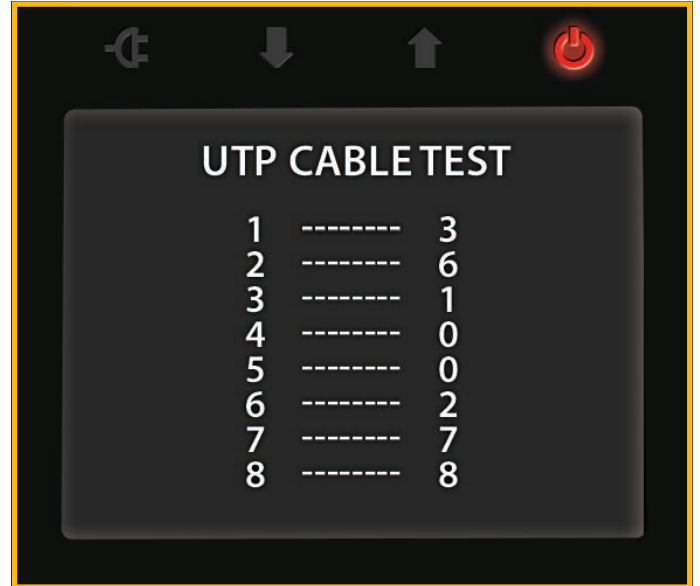 UTP CABLE TEST
1 -------- 3
2 -------- 6
3 -------- 1
4 -------- 0
5 -------- 0
6 -------- 2
7 -------- 7
8 -------- 8